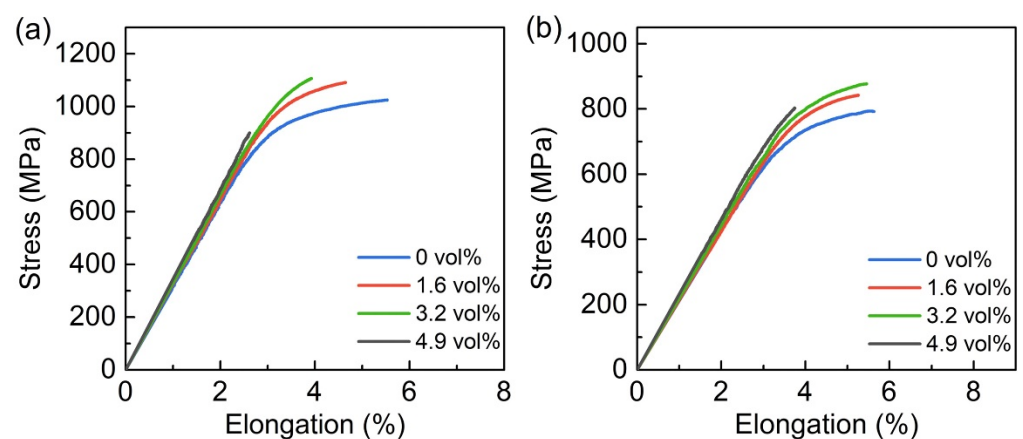 (a)
Stress (MPa)
1200
1000
800
600
400
200
0
0 2 4 6 8
Elongation (%)
0 vol%
1.6 vol%
3.2 vol%
4.9 vol%
(b)
Stress (MPa)
1000
800
600
400
200
0
0 2 4 6 8
Elongation (%)
0 vol%
1.6 vol%
3.2 vol%
4.9 vol%